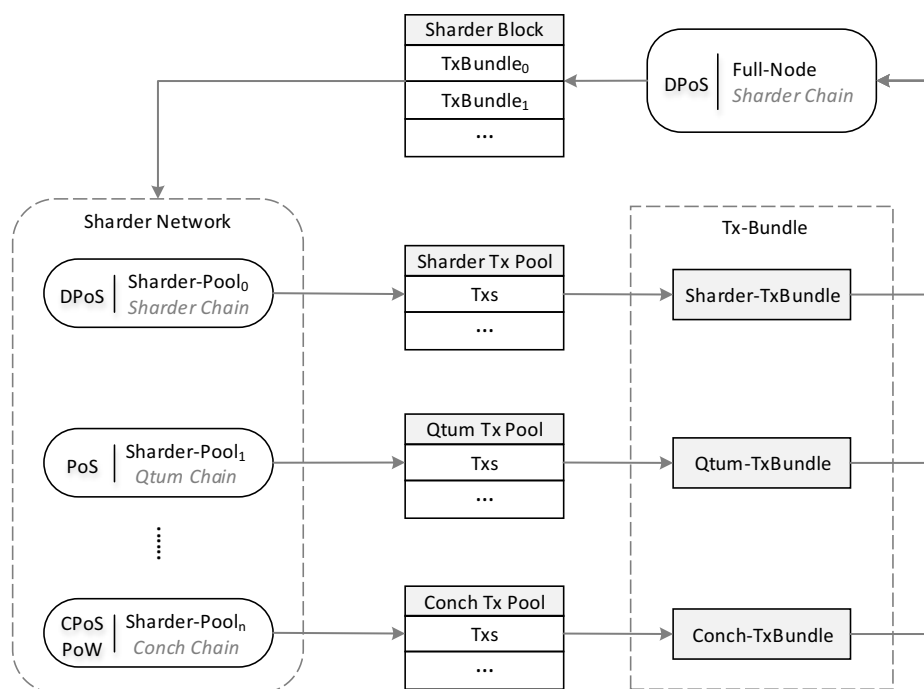 Sharder Block
TxBundle₀
TxBundle₁
...
DPoS
Full-Node
Sharder Chain
Sharder Network
Tx-Bundle
DPoS
Sharder-Pool₀
Sharder Chain
Sharder Tx Pool
Txs
...
Sharder-TxBundle
PoS
Sharder-Pool₁
Qtum Chain
Qtum Tx Pool
Txs
...
Qtum-TxBundle
CPoS
PoW
Sharder-Poolₙ
Conch Chain
Conch Tx Pool
Txs
...
Conch-TxBundle